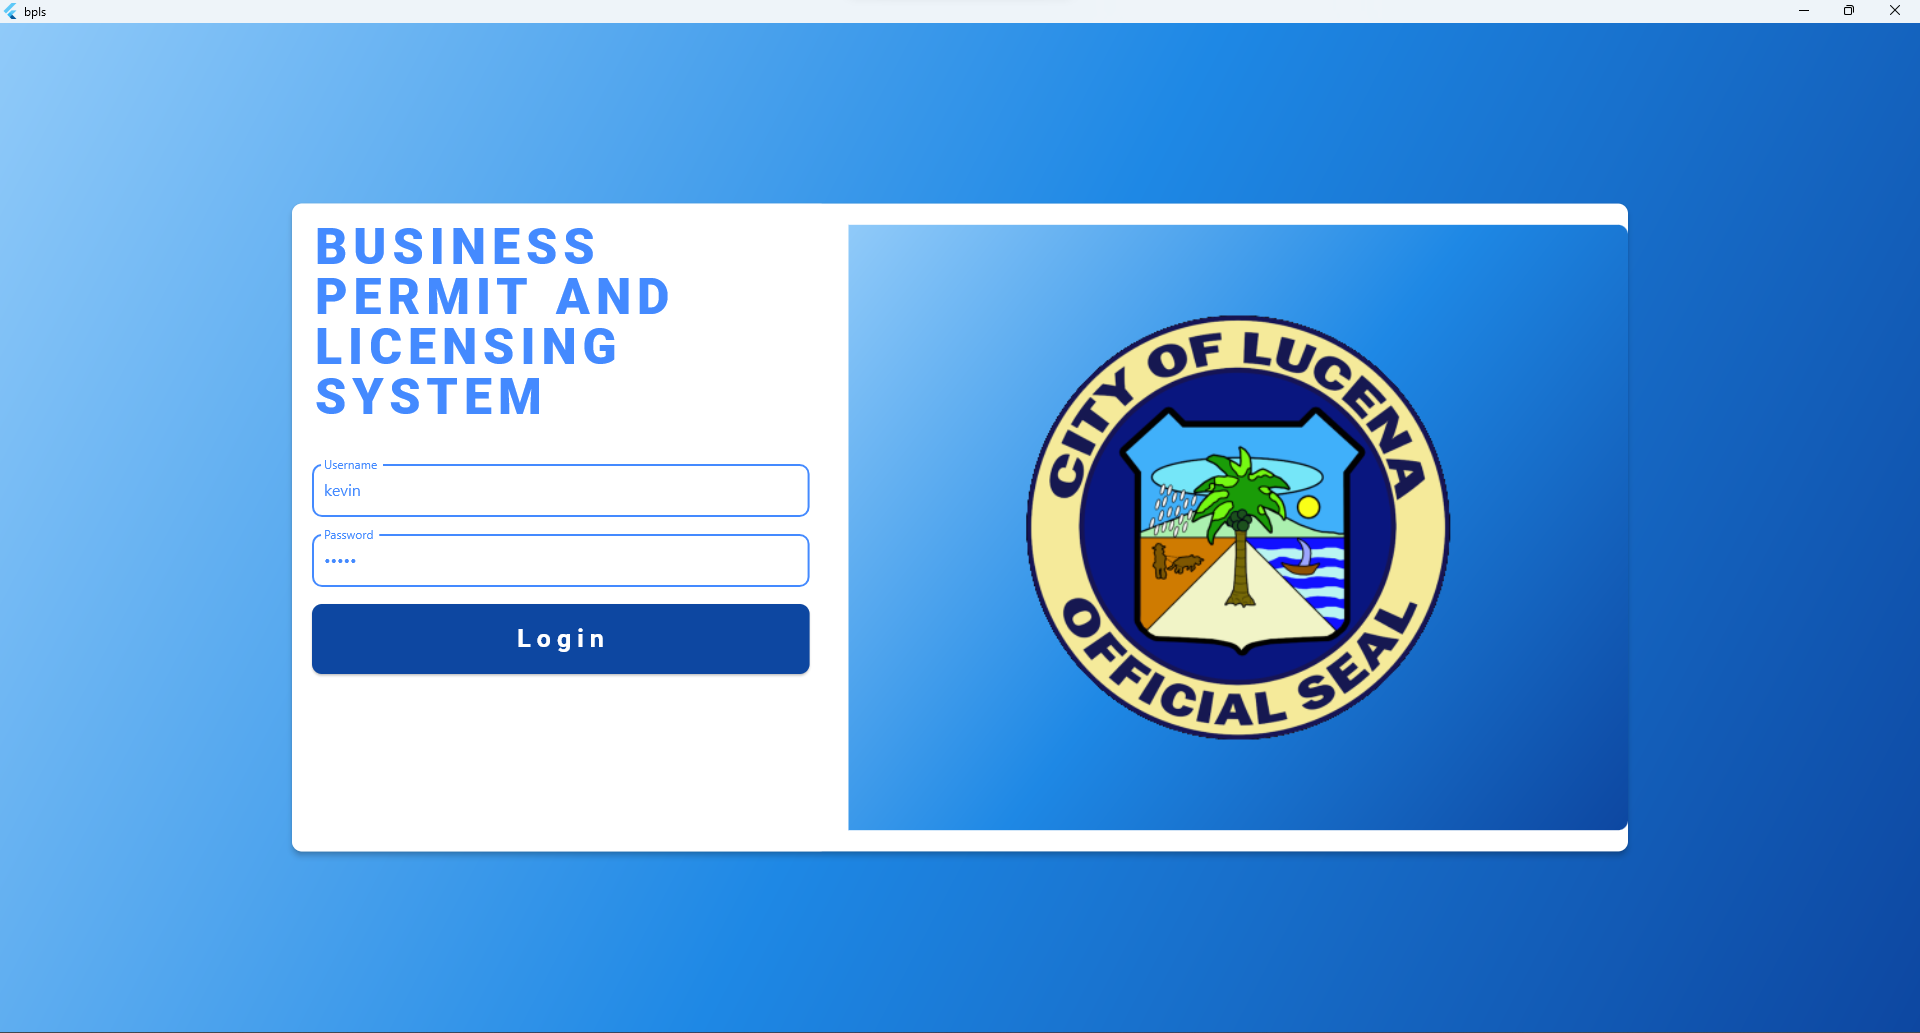 bpls
BUSINESS
PERMIT AND
LICENSING
SYSTEM
Username
kevin
Password
•••••
Login
CITY OF LUCENA
OFFICIAL SEAL